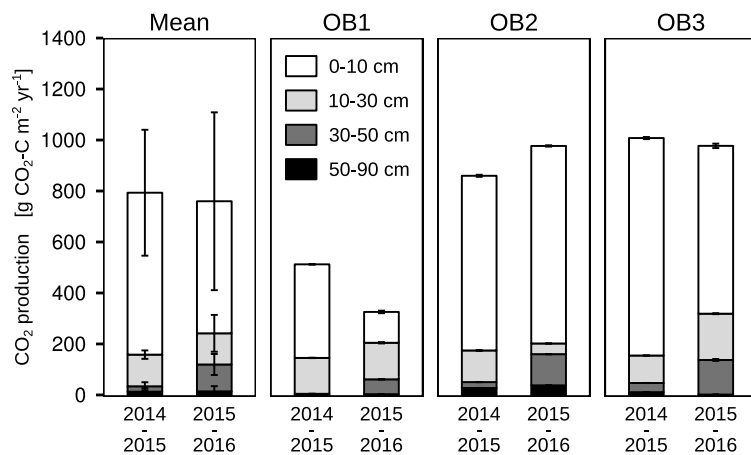 Mean OB1 OB2 OB3
CO₂ production [g CO₂-C m⁻² yr⁻¹]
1400
1200
1000
800
600
400
200
0
0-10 cm
10-30 cm
30-50 cm
50-90 cm
2014 2015 2014 2015 2014 2015 2014 2015
- - - - - - - -
2015 2016 2015 2016 2015 2016 2015 2016